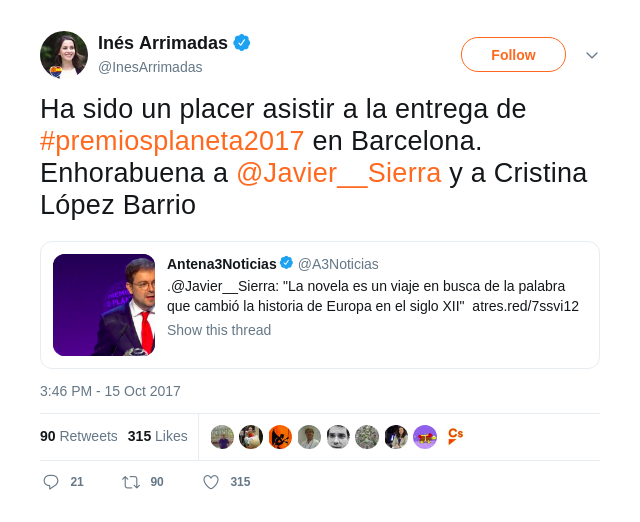 Inés Arrimadas
@InesArrimadas
Follow
Ha sido un placer asistir a la entrega de
#premiosplaneta2017 en Barcelona.
Enhorabuena a @Javier__Sierra y a Cristina
López Barrio
Antena3Noticias @A3Noticias
.@Javier__Sierra: "La novela es un viaje en busca de la palabra
que cambió la historia de Europa en el siglo XII" atres.red/7ssvi12
Show this thread
3:46 PM - 15 Oct 2017
90 Retweets 315 Likes
Cs
21 90 315